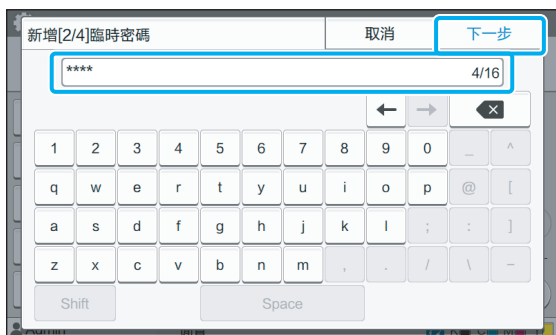 新增[2/4]臨時密碼 取消 下一步
**** 4/16
← →
1 2 3 4 5 6 7 8 9 0 _ ^
q w e r t y u i o p @ [
a s d f g h j k l ; : ]
z x c v b n m , . / \ −
Shift Space
Admin